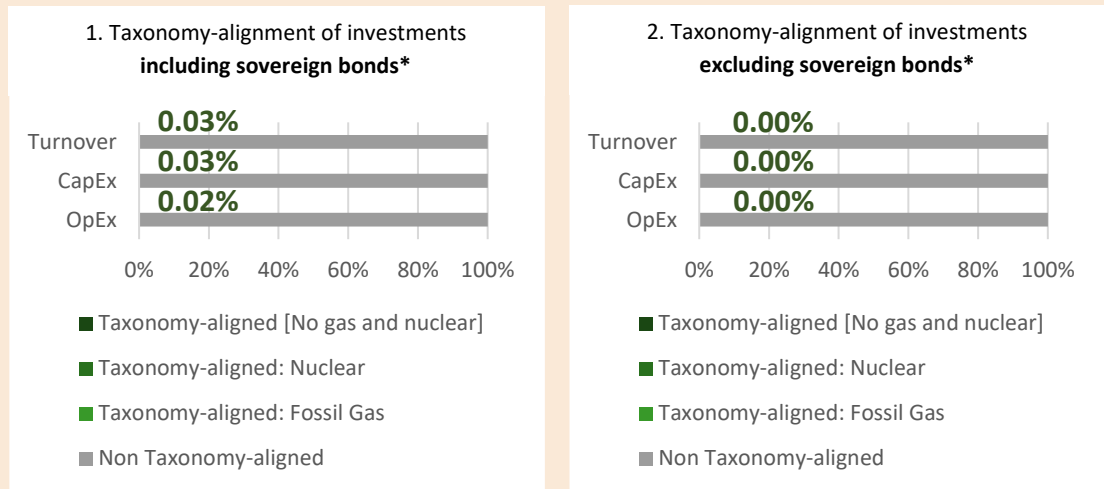 1. Taxonomy-alignment of investments
including sovereign bonds*
0.03%
Turnover
0.03%
CapEx
0.02%
OpEx
0% 20% 40% 60% 80% 100%
Taxonomy-aligned [No gas and nuclear]
Taxonomy-aligned: Nuclear
Taxonomy-aligned: Fossil Gas
Non Taxonomy-aligned
2. Taxonomy-alignment of investments
excluding sovereign bonds*
0.00%
Turnover
0.00%
CapEx
0.00%
OpEx
0% 20% 40% 60% 80% 100%
Taxonomy-aligned [No gas and nuclear]
Taxonomy-aligned: Nuclear
Taxonomy-aligned: Fossil Gas
Non Taxonomy-aligned